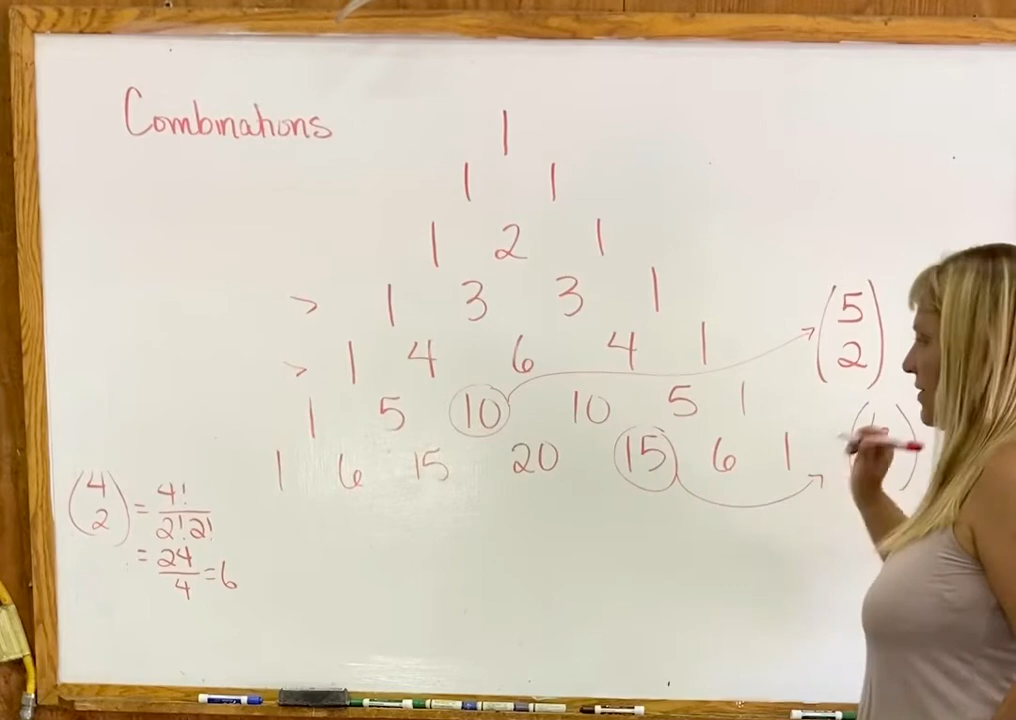 Combinations
1
1 1
1 2 1
> 1 3 3 1
> 1 4 6 4 1
1 5 10 10 5 1
1 6 15 20 15 6 1
(5
2)
(4
2) = 4!
2!2!
= 24
4 = 6